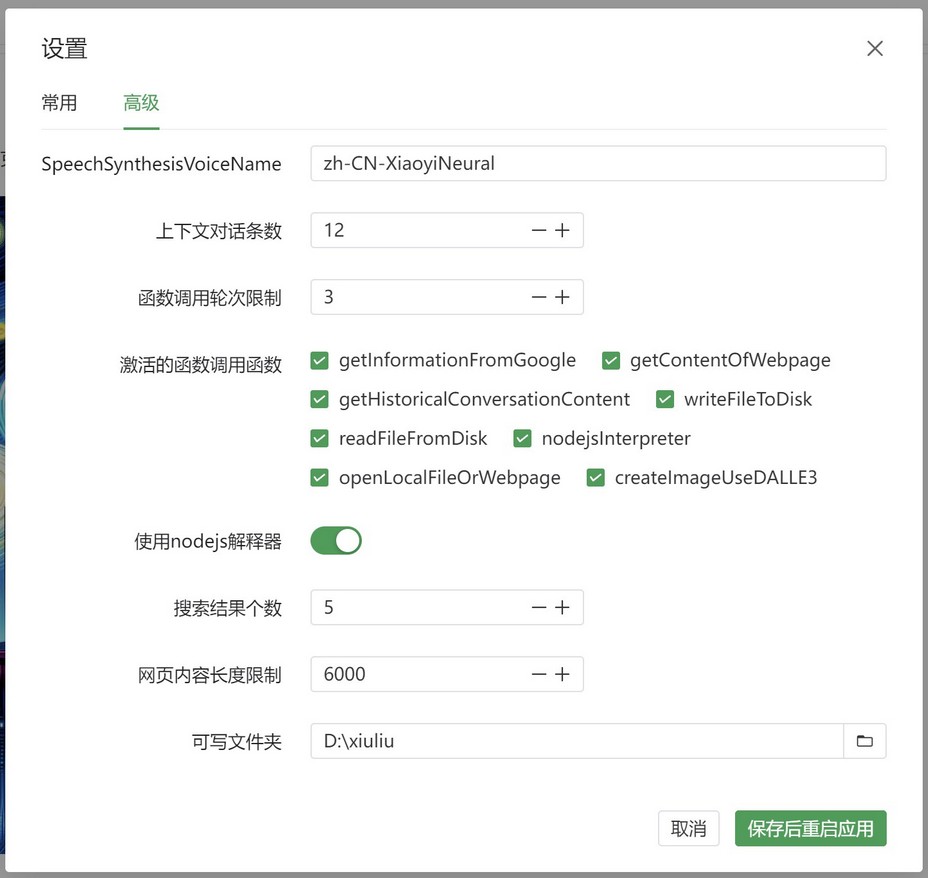 设置
常用 高级
SpeechSynthesisVoiceName zh-CN-XiaoyiNeural
上下文对话条数 12
函数调用轮次限制 3
激活的函数调用函数 getInformationFromGoogle getContentOfWebpage
getHistoricalConversationContent writeFileToDisk
readFileFromDisk nodejsInterpreter
openLocalFileOrWebpage createImageUseDALLE3
使用nodejs解释器
搜索结果个数 5
网页内容长度限制 6000
可写文件夹 D:\xiuliu
取消 保存后重启应用